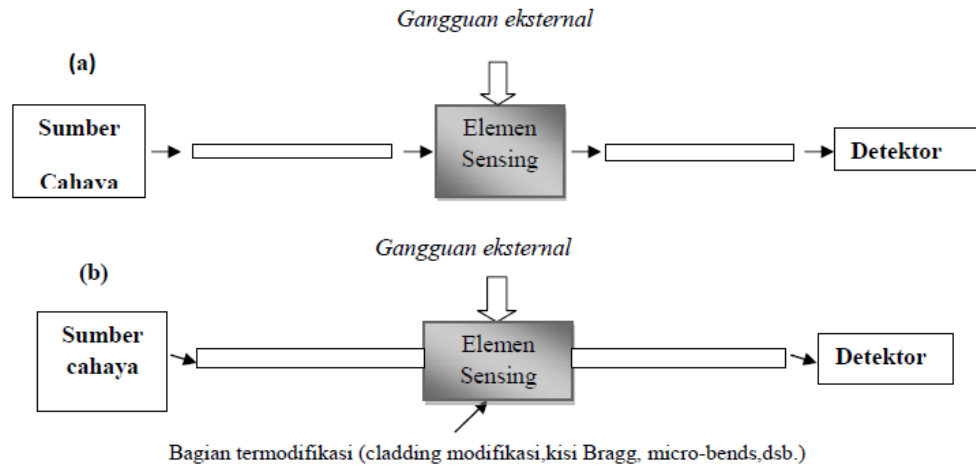 Gangguan eksternal
(a)
Sumber
Cahaya
Elemen
Sensing
Detektor
Gangguan eksternal
(b)
Sumber
cahaya
Elemen
Sensing
Detektor
Bagian termodifikasi (cladding modifikasi,kisi Bragg, micro-bends,dsb.)